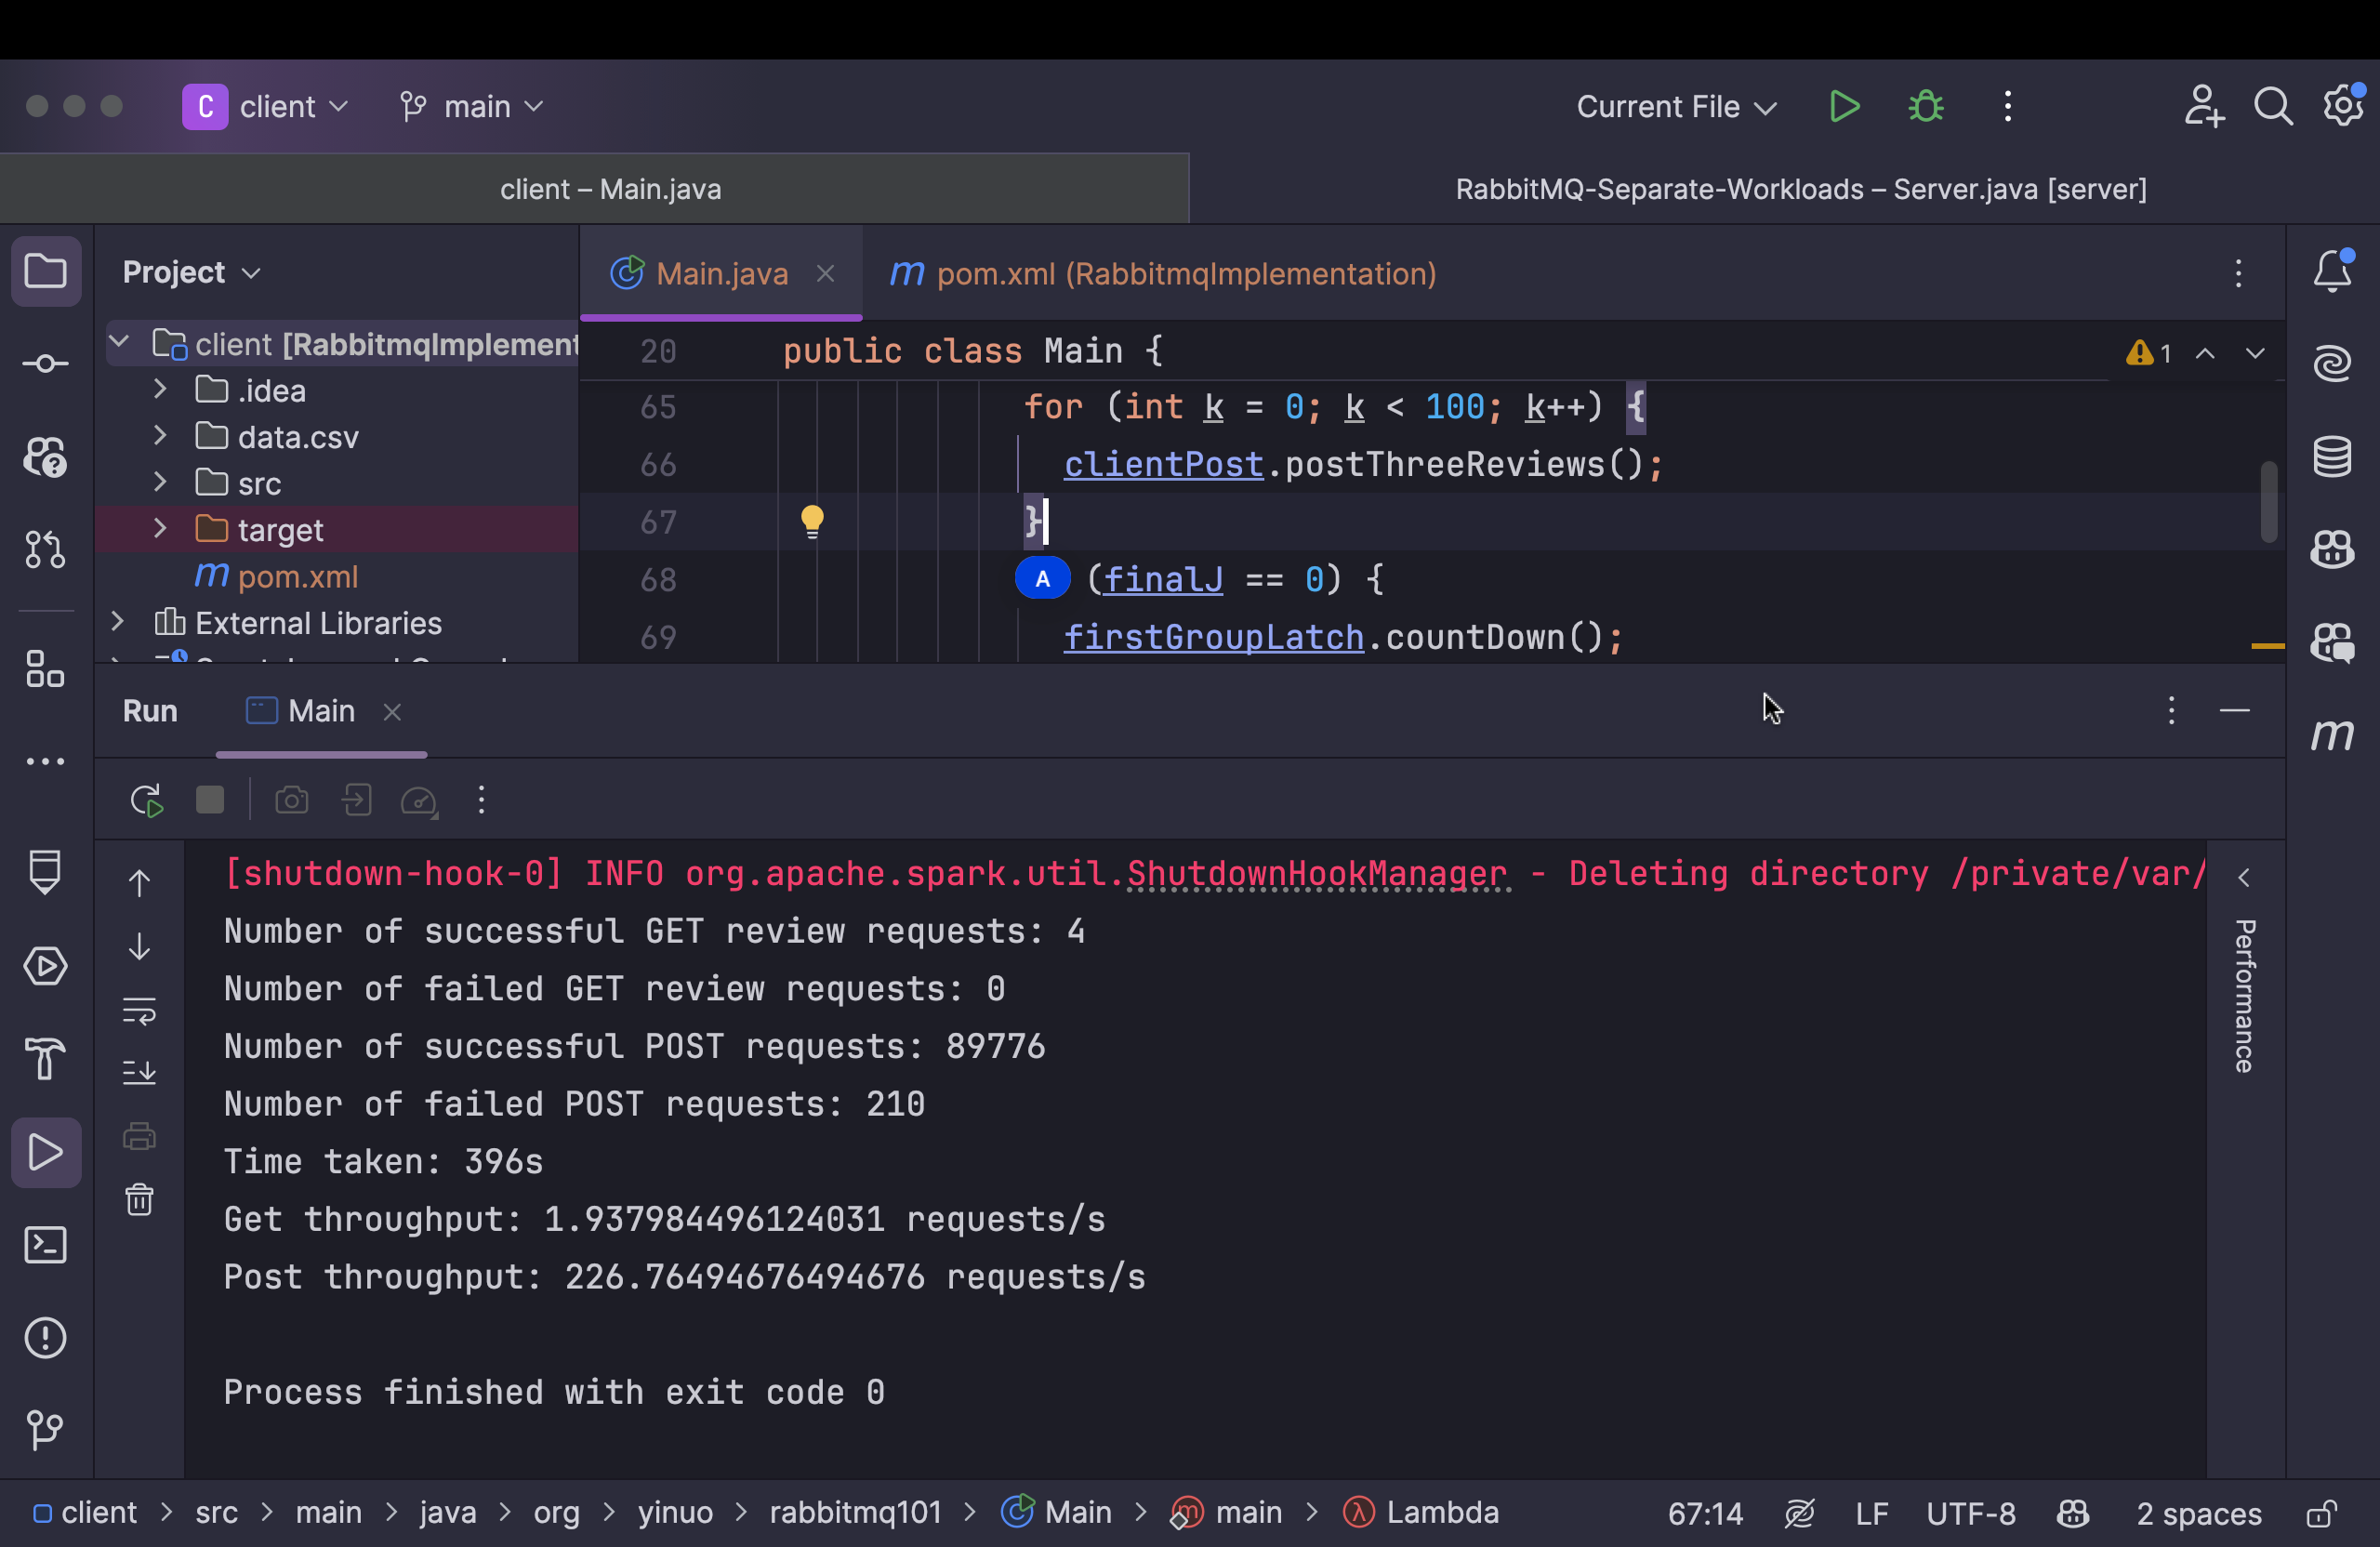 C client main Current File
client – Main.java RabbitMQ-Separate-Workloads – Server.java [server]
Project
client [RabbitmqImplement
.idea
data.csv
src
target
m pom.xml
External Libraries
Main.java m pom.xml (RabbitmqImplementation)
20 public class Main {
1
65 for (int k = 0; k < 100; k++) {
66 clientPost.postThreeReviews();
67 }
68 A (finalJ == 0) {
69 firstGroupLatch.countDown();
m
Run Main
[shutdown-hook-0] INFO org.apache.spark.util.ShutdownHookManager - Deleting directory /private/var/
Number of successful GET review requests: 4
Number of failed GET review requests: 0
Number of successful POST requests: 89776
Number of failed POST requests: 210
Time taken: 396s
Get throughput: 1.937984496124031 requests/s
Post throughput: 226.76494676494676 requests/s
Process finished with exit code 0
Performance
client > src > main > java > org > yinuo > rabbitmq101 > Main > main > Lambda 67:14 LF UTF-8 2 spaces